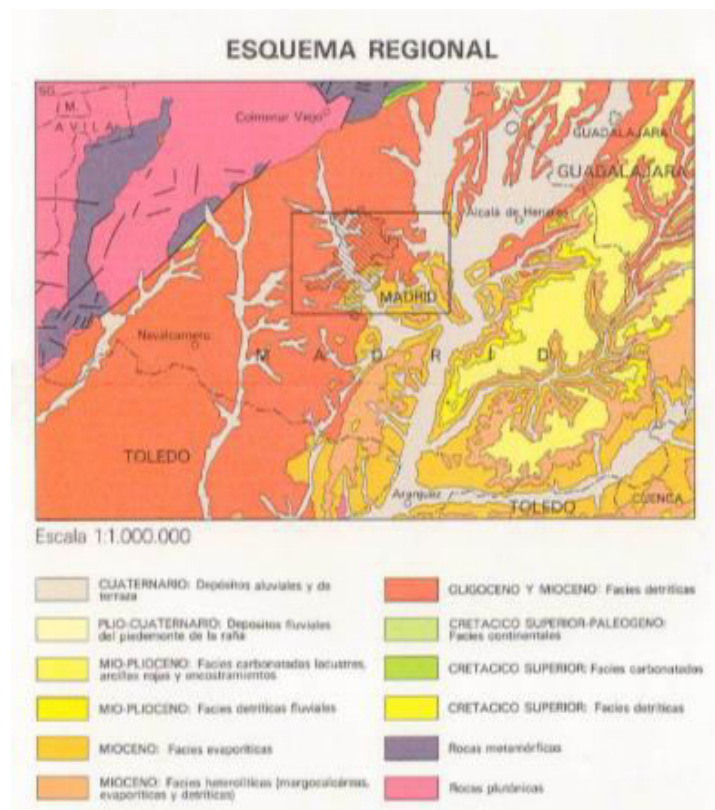 ESQUEMA REGIONAL
SG.
M.
AVILA
Colmenar Viejo
GUADALAJARA
GUADALAJARA
Alcalá de Henares
MADRID
Navalcarnero
M A D R I D
TOLEDO
Aranjuez
TOLEDO
CUENCA
Escala 1:1.000.000
CUATERNARIO: Depósitos aluviales y de
terraza
PLIO-CUATERNARIO: Depósitos fluviales
del piedemonte de la raña
MIO-PLIOCENO: Facies carbonatadas lacustres,
arcillas rojas y encostramientos
MIO-PLIOCENO: Facies detríticas fluviales
MIOCENO: Facies evaporíticas
MIOCENO: Facies heterolíticas (margocalcáreas,
evaporíticas y detríticas)
OLIGOCENO Y MIOCENO: Facies detríticas
CRETACICO SUPERIOR-PALEOGENO:
Facies continentales
CRETACICO SUPERIOR: Facies carbonatadas
CRETACICO SUPERIOR: Facies detríticas
Rocas metamórficas
Rocas plutónicas